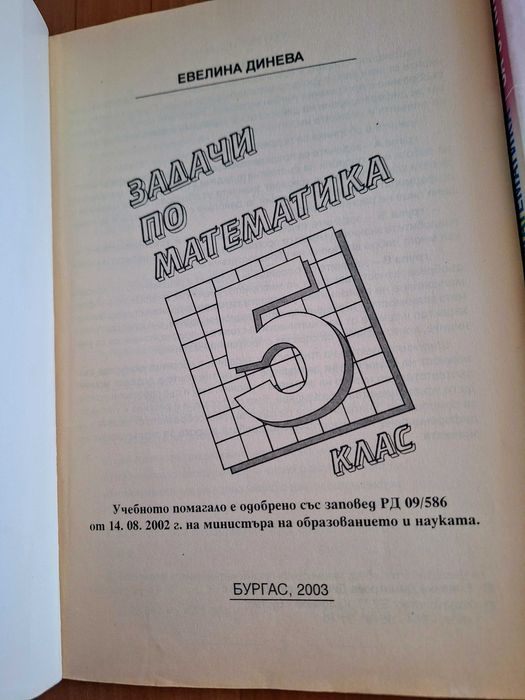 ЕВЕЛИНА ДИНЕВА
ЗАДАЧИ
ПО
МАТЕМАТИКА
5
КЛАС
Учебното помагало е одобрено със заповед РД 09/586
от 14. 08. 2002 г. на министъра на образованието и науката.
БУРГАС, 2003